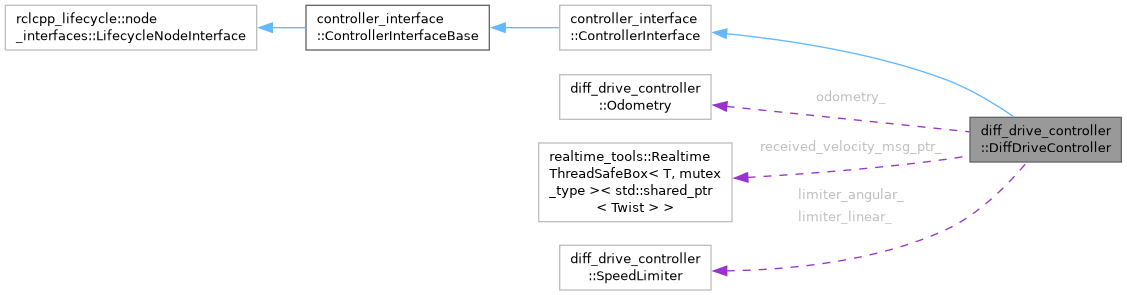 rclcpp_lifecycle::node
_interfaces::LifecycleNodeInterface
controller_interface
::ControllerInterfaceBase
controller_interface
::ControllerInterface
diff_drive_controller
::Odometry
odometry_
diff_drive_controller
::DiffDriveController
realtime_tools::Realtime
ThreadSafeBox< T, mutex
_type >< std::shared_ptr
< Twist > >
received_velocity_msg_ptr_
limiter_angular_
limiter_linear_
diff_drive_controller
::SpeedLimiter